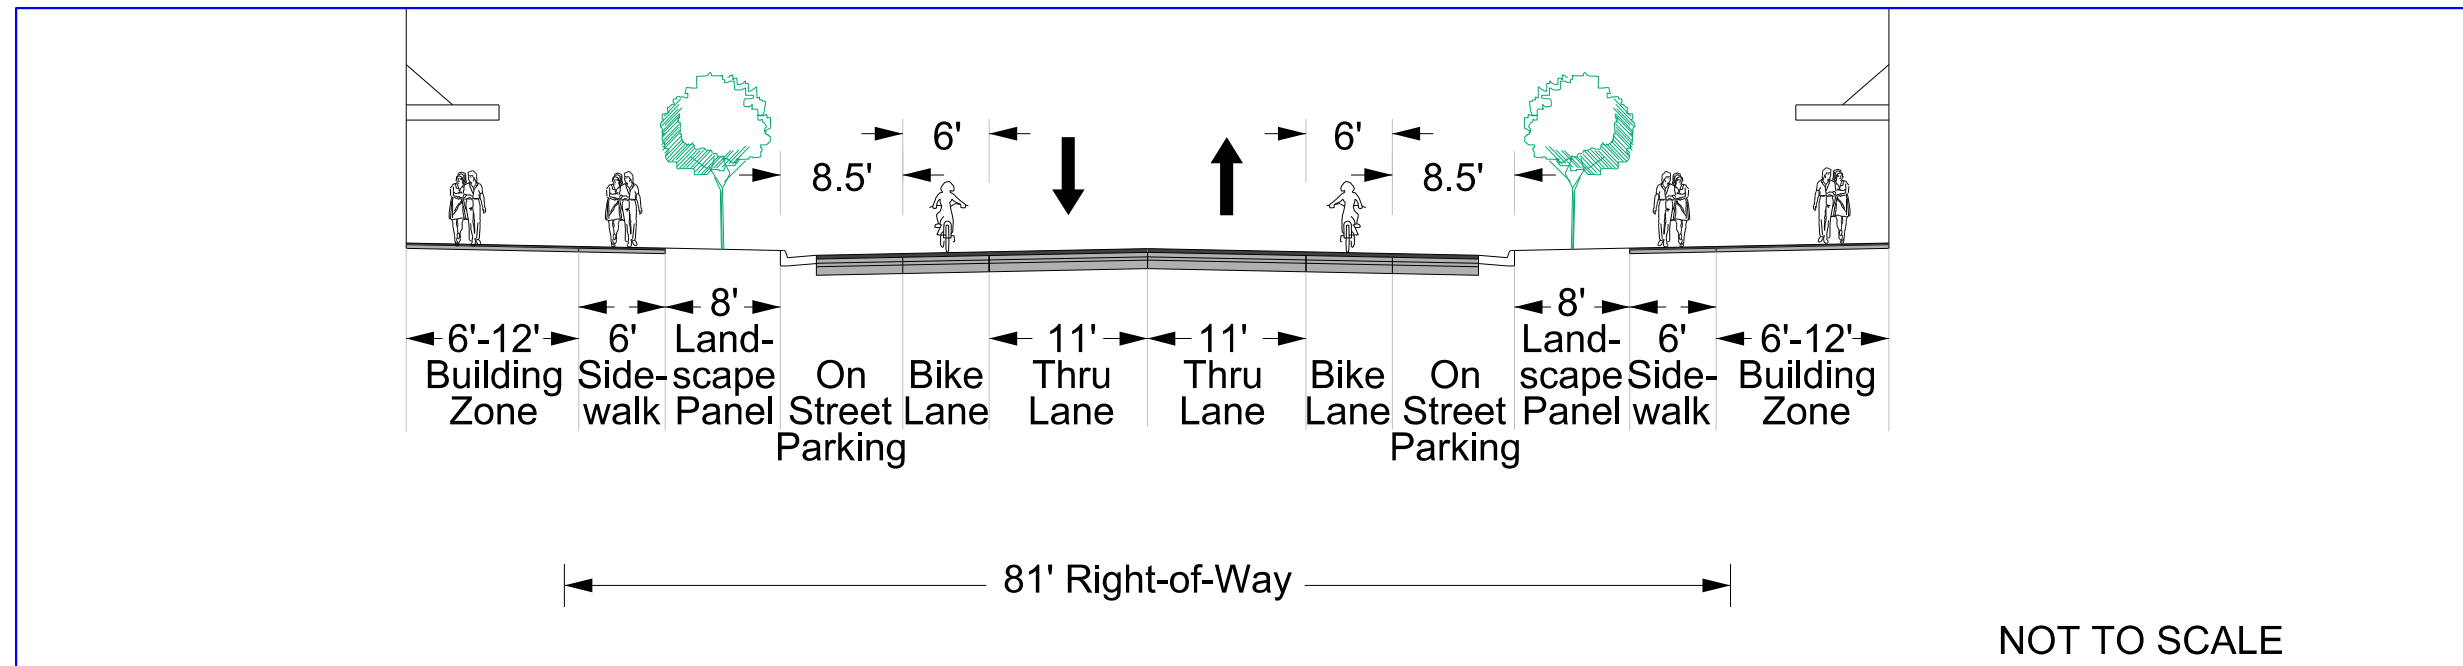 6'
6'
8.5'
8.5'
8'
8'
6'-12'
6'
Land-
11'
11'
Land-
6'
6'-12'
Building
Side-
scape
On
Bike
Thru
Thru
Bike
On
scape
Side-
Building
Zone
walk
Panel
Street
Lane
Lane
Lane
Lane
Street
Panel
walk
Zone
Parking
Parking
81' Right-of-Way
NOT TO SCALE